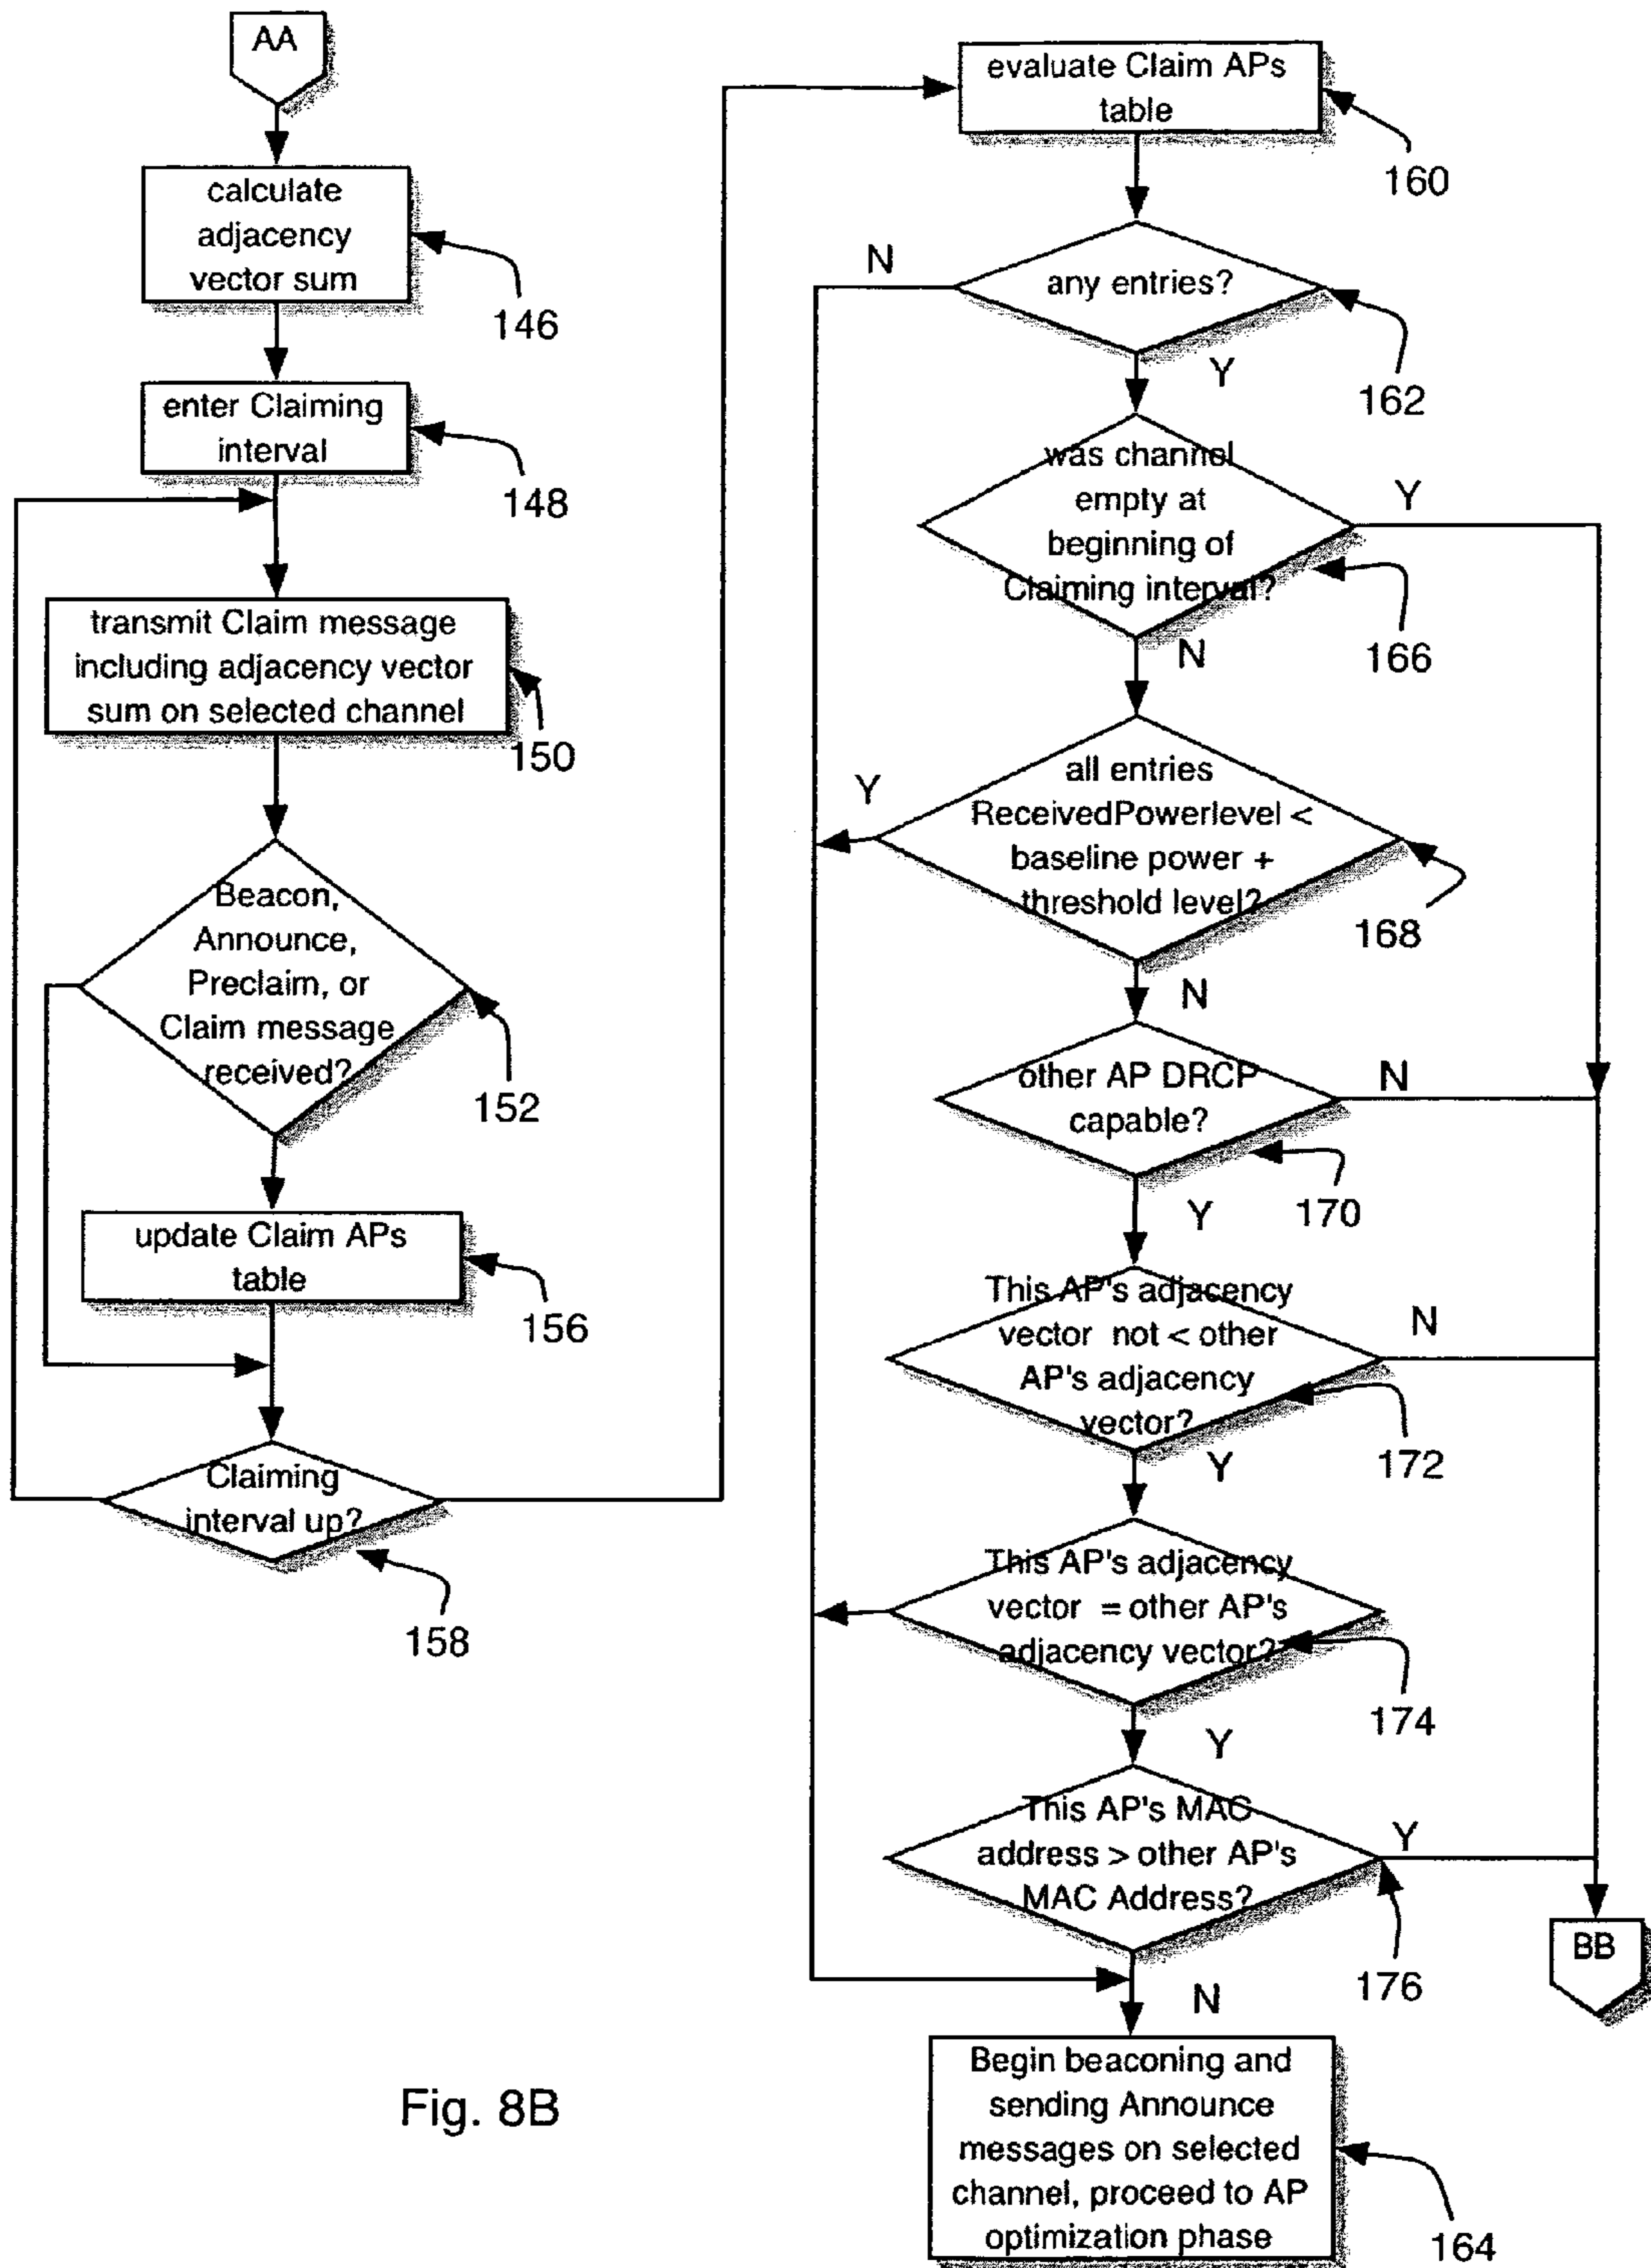 AA
calculate
adjacency
vector sum
146
enter Claiming
interval
148
transmit Claim message
including adjacency vector
sum on selected channel
150
Beacon,
Announce,
Preclaim, or
Claim message
received?
152
update Claim APs
table
156
Claiming
interval up?
158
evaluate Claim APs
table
160
any entries?
N
Y
162
was channel
empty at
beginning of
Claiming interval?
Y
N
166
all entries
ReceivedPowerlevel <
baseline power +
threshold level?
Y
N
168
other AP DRCP
capable?
N
Y
170
This AP's adjacency
vector not < other
AP's adjacency
vector?
N
Y
172
This AP's adjacency
vector = other AP's
adjacency vector?
Y
174
This AP's MAC
address > other AP's
MAC Address?
Y
N
176
BB
Begin beaconing and
sending Announce
messages on selected
channel, proceed to AP
optimization phase
164
Fig. 8B